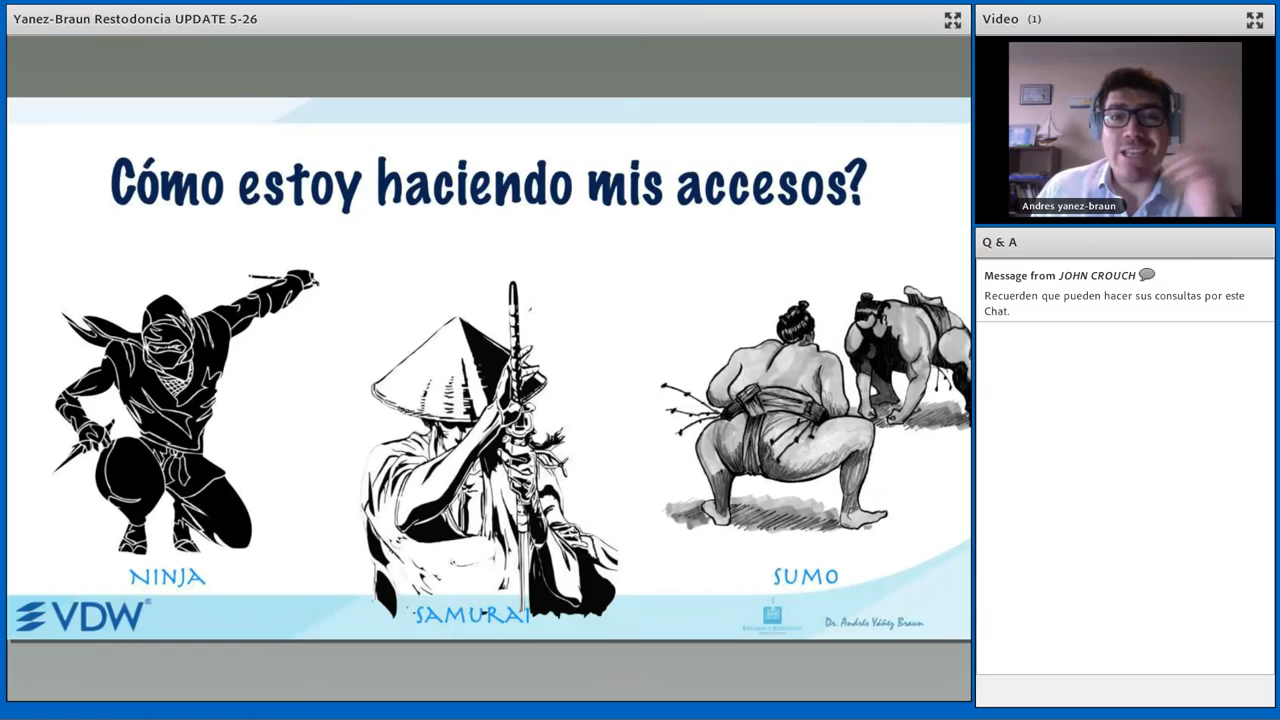 Yanez-Braun Restodoncia UPDATE 5-26
Cómo estoy haciendo mis accesos?
NINJA
SAMURAI
SUMO
VDW®
Dr. Andrés Yáñez Braun
Video (1)
Andres yanez-braun
Q & A
Message from JOHN CROUCH
Recuerden que pueden hacer sus consultas por este
Chat.